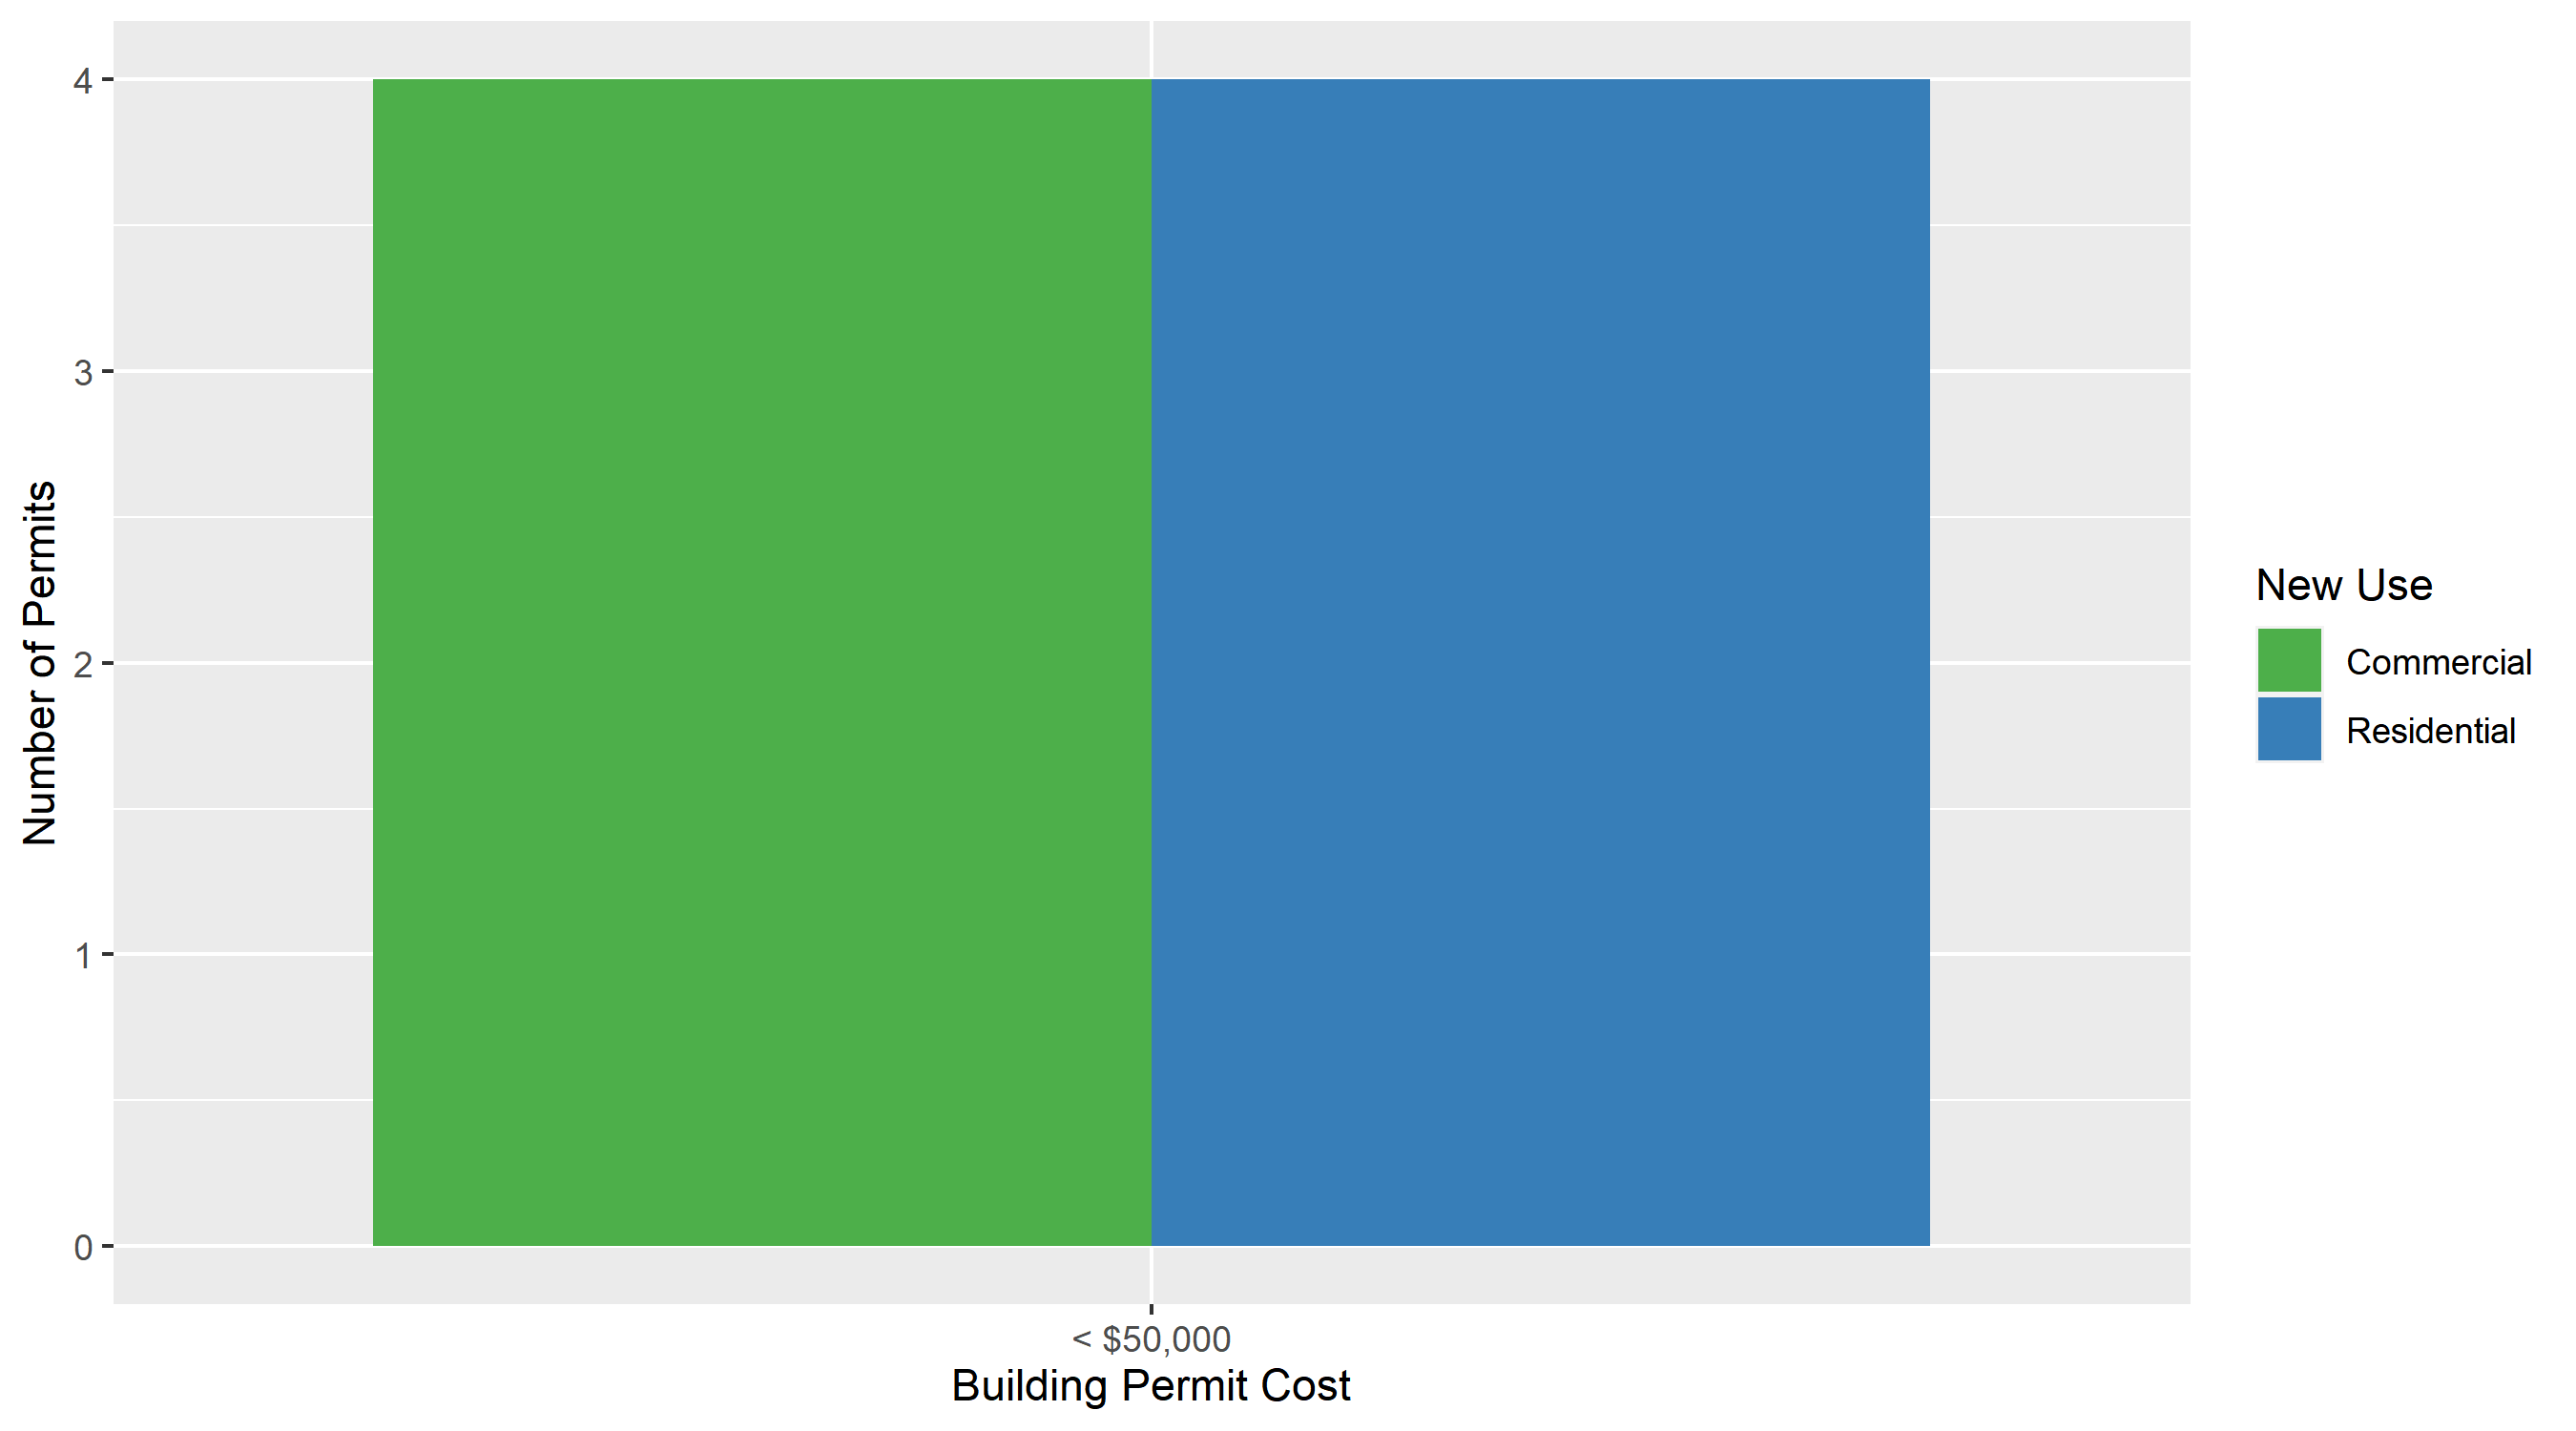 4
3
2
1
0
Number of Permits
< $50,000
Building Permit Cost
New Use
Commercial
Residential